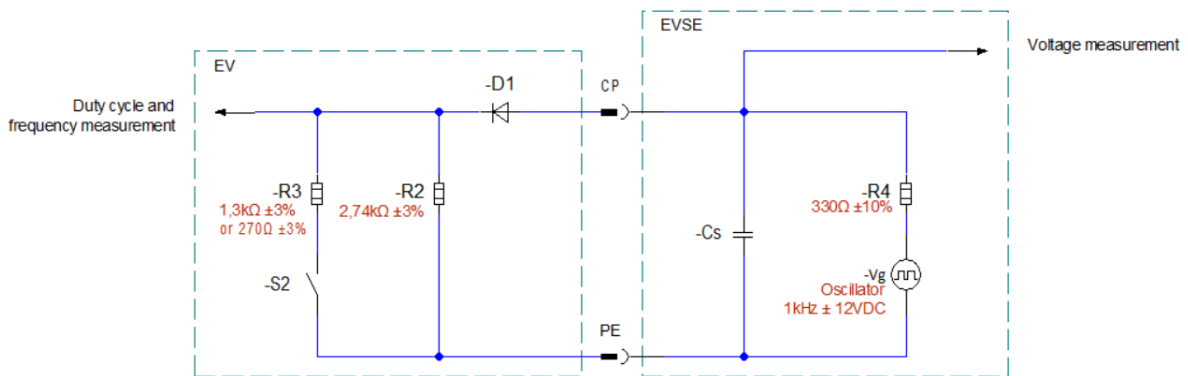 EVSE
Voltage measurement
EV
-D1
CP
Duty cycle and
frequency measurement
-R3
1,3kΩ ±3%
or 270Ω ±3%
-R2
2,74kΩ ±3%
-R4
330Ω ±10%
-Cs
-S2
-Vg
Oscillator
1kHz ± 12VDC
PE